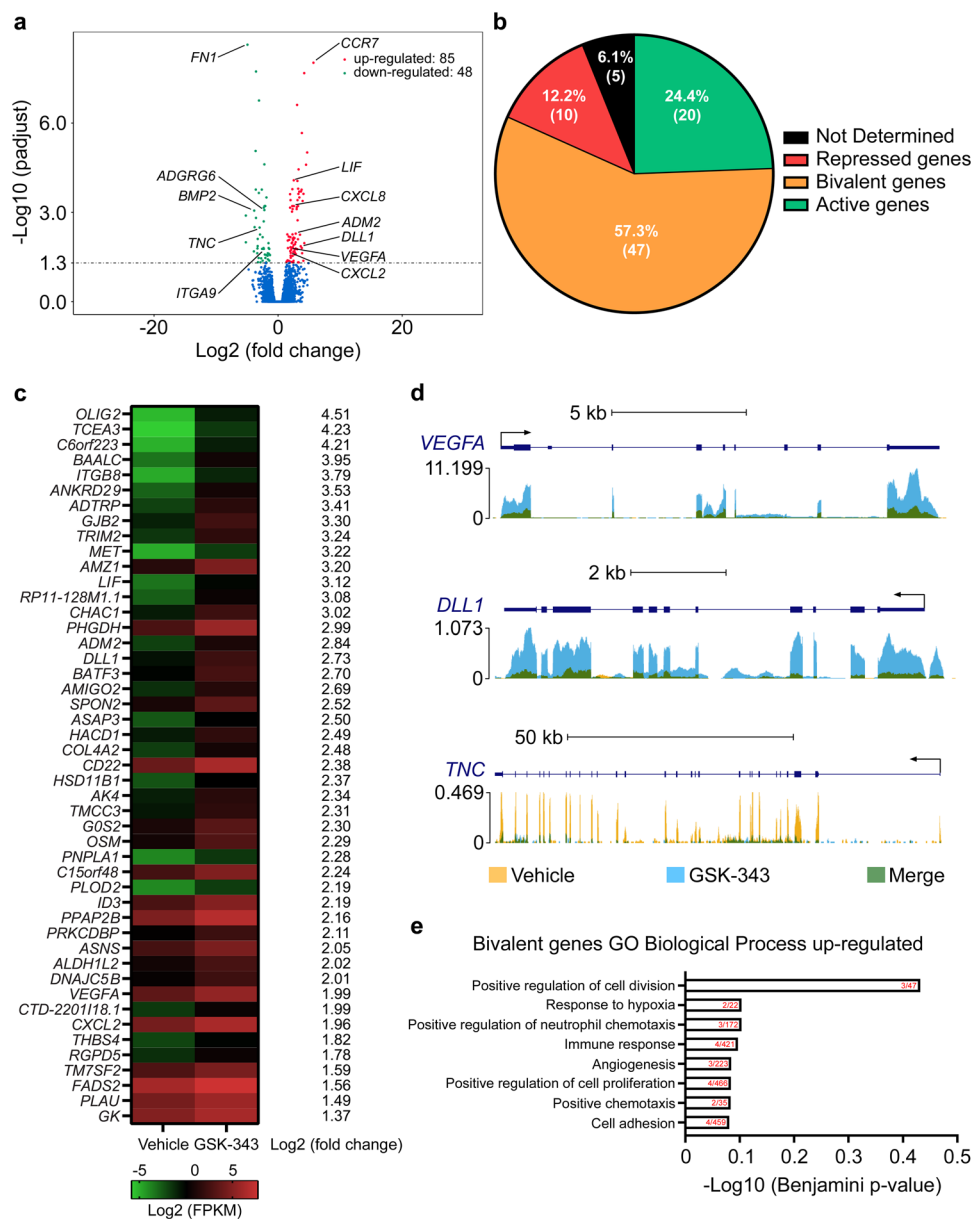 a
-Log10 (padjust)
6.0
3.0
1.3
0.0
-20
0
20
Log2 (fold change)
FN1
CCR7
up-regulated: 85
down-regulated: 48
LIF
ADGRG6
CXCL8
BMP2
ADM2
TNC
DLL1
VEGFA
CXCL2
ITGA9
b
6.1%
(5)
12.2%
(10)
24.4%
(20)
57.3%
(47)
Not Determined
Repressed genes
Bivalent genes
Active genes
c
OLIG2 4.51
TCEA3 4.23
C6orf223 4.21
BAALC 3.95
ITGB8 3.79
ANKRD29 3.53
ADTRP 3.41
GJB2 3.30
TRIM2 3.24
MET 3.22
AMZ1 3.20
LIF 3.12
RP11-128M1.1 3.08
CHAC1 3.02
PHGDH 2.99
ADM2 2.84
DLL1 2.73
BATF3 2.70
AMIGO2 2.69
SPON2 2.52
ASAP3 2.50
HACD1 2.49
COL4A2 2.48
CD22 2.38
HSD11B1 2.37
AK4 2.34
TMCC3 2.31
G0S2 2.30
OSM 2.29
PNPLA1 2.28
C15orf48 2.24
PLOD2 2.19
ID3 2.19
PPAP2B 2.16
PRKCDBP 2.11
ASNS 2.05
ALDH1L2 2.02
DNAJC5B 2.01
VEGFA 1.99
CTD-2201I18.1 1.99
CXCL2 1.96
THBS4 1.82
RGPD5 1.78
TM7SF2 1.59
FADS2 1.56
PLAU 1.49
GK 1.37
Vehicle GSK-343 Log2 (fold change)
-5 0 5
Log2 (FPKM)
d
5 kb
VEGFA
11.199
0
2 kb
DLL1
1.073
0
50 kb
TNC
0.469
0
Vehicle GSK-343 Merge
e
Bivalent genes GO Biological Process up-regulated
Positive regulation of cell division 3/47
Response to hypoxia 2/22
Positive regulation of neutrophil chemotaxis 3/172
Immune response 4/421
Angiogenesis 3/223
Positive regulation of cell proliferation 4/466
Positive chemotaxis 2/35
Cell adhesion 4/459
0 0.1 0.2 0.3 0.4 0.5
-Log10 (Benjamini p-value)